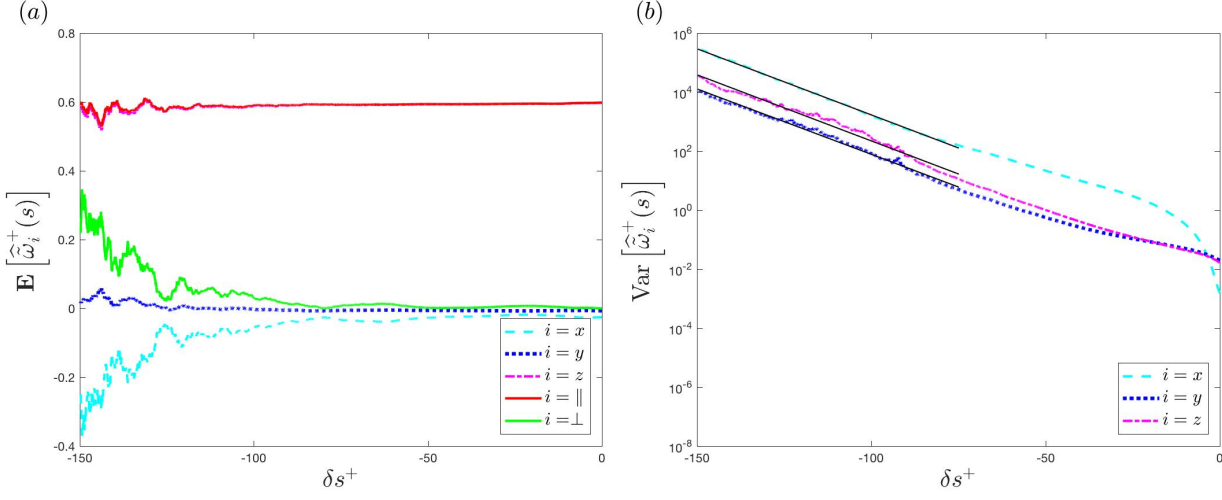 (a)
0.8
0.6
0.4
0.2
0
-0.2
-0.4
-150
-100
-50
0
δs⁺
E [ω̂̃ᵢ⁺(s)]
i = x
i = y
i = z
i = ∥
i =⊥
(b)
10⁶
10⁴
10²
10⁰
10⁻²
10⁻⁴
10⁻⁶
10⁻⁸
-150
-100
-50
0
δs⁺
Var [ω̂̃ᵢ⁺(s)]
i = x
i = y
i = z